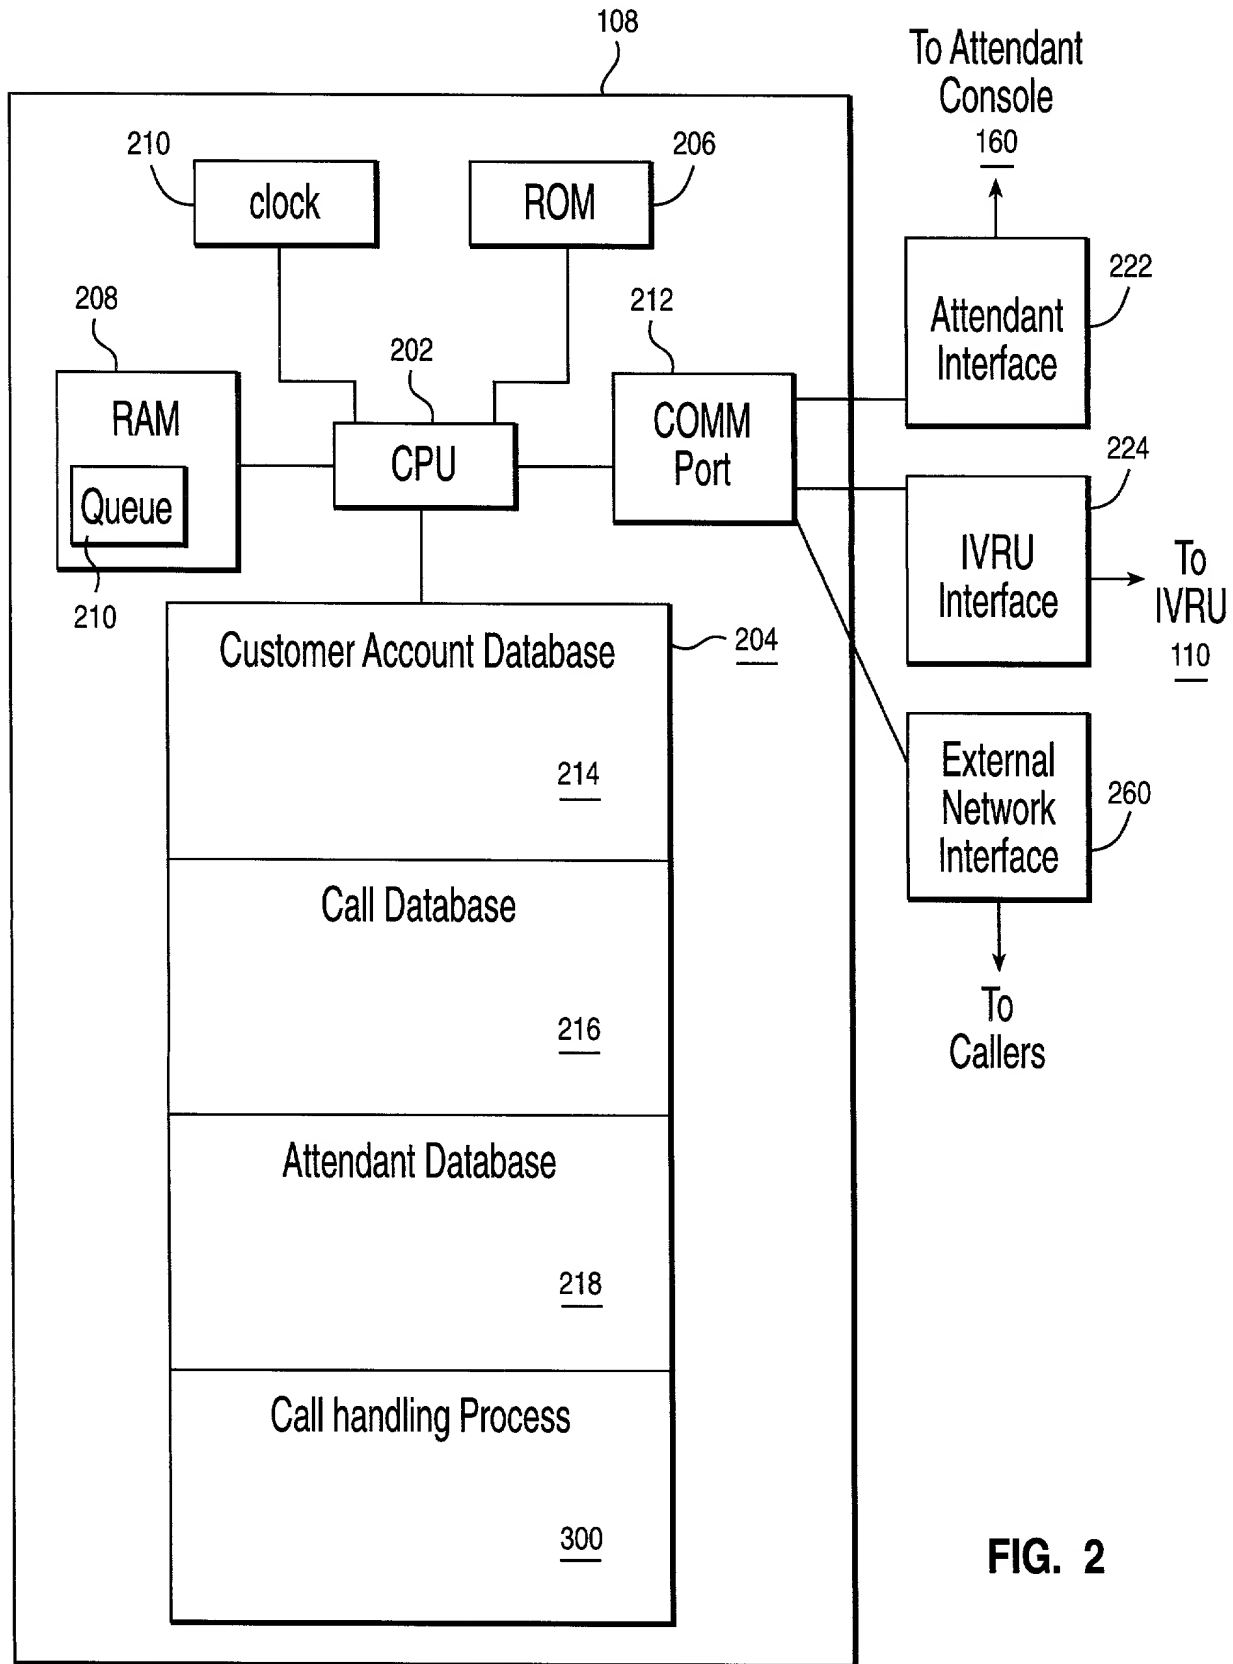 108
To Attendant
Console
160
210
clock
206
ROM
222
Attendant
Interface
208
RAM
Queue
210
202
CPU
212
COMM
Port
224
IVRU
Interface
To
IVRU
110
204
Customer Account Database
214
External
Network
Interface
260
To
Callers
Call Database
216
Attendant Database
218
Call handling Process
300
FIG. 2